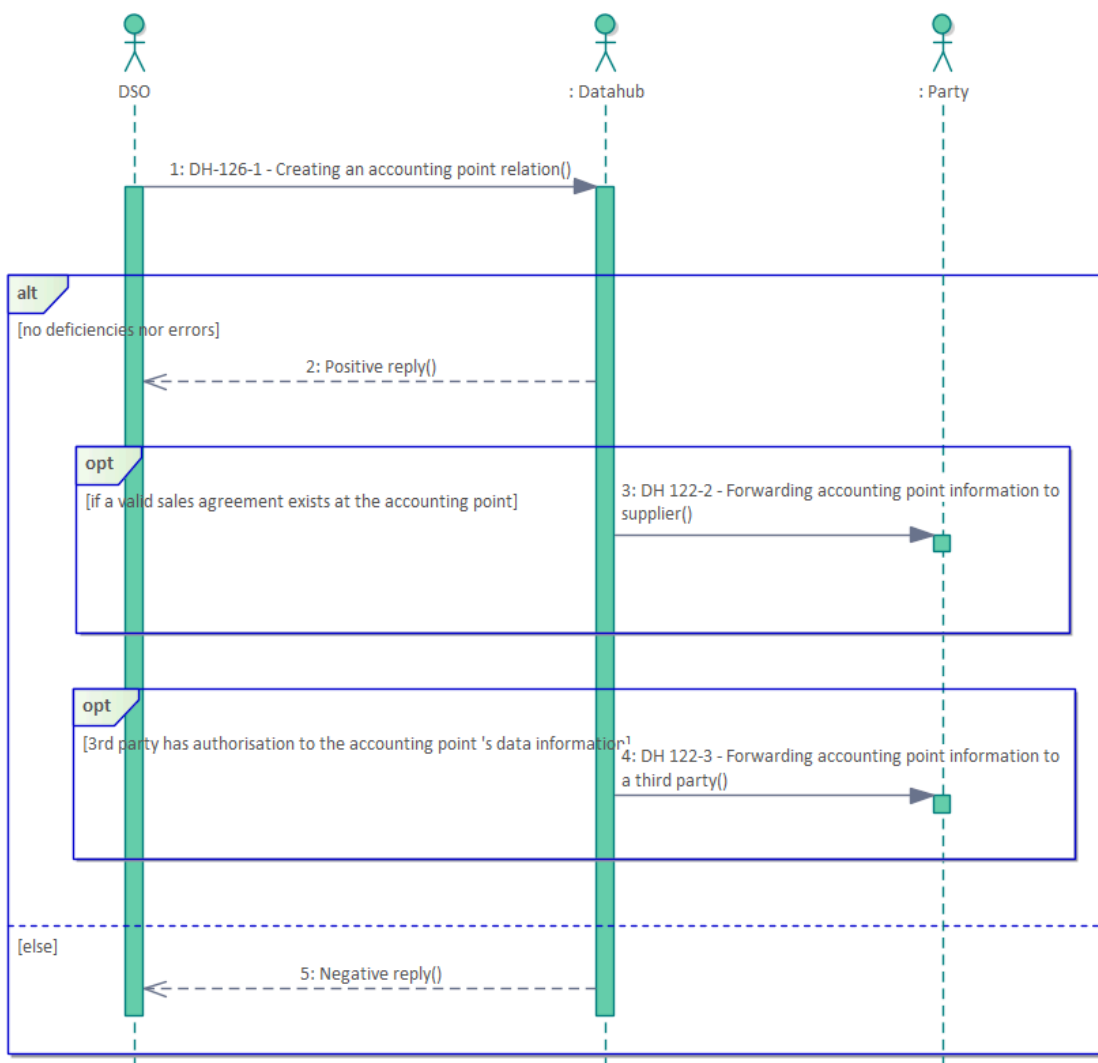 DSO
: Datahub
: Party
1: DH-126-1 - Creating an accounting point relation()
alt
[no deficiencies nor errors]
2: Positive reply()
opt
[if a valid sales agreement exists at the accounting point]
3: DH 122-2 - Forwarding accounting point information to
supplier()
opt
[3rd party has authorisation to the accounting point 's data information]
4: DH 122-3 - Forwarding accounting point information to
a third party()
[else]
5: Negative reply()